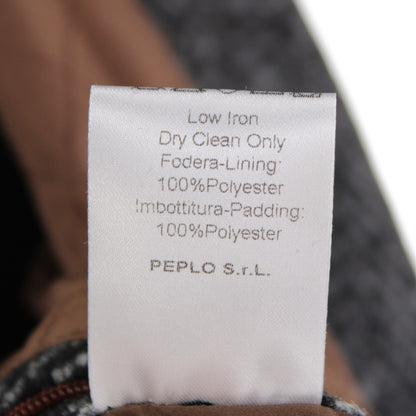 Low Iron
Dry Clean Only
Fodera-Lining:
100%Polyester
Imbottitura-Padding:
100%Polyester
PEPLO S.r.L.